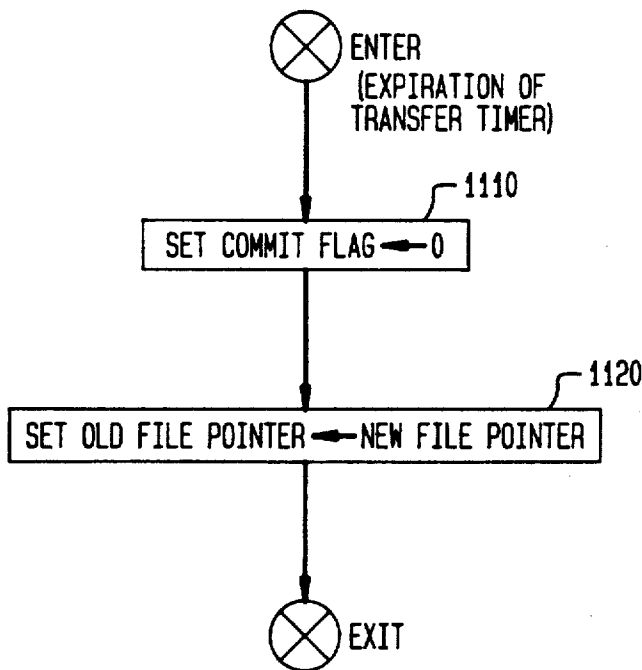 ENTER
(EXPIRATION OF
TRANSFER TIMER)
1110
SET COMMIT FLAG ← 0
1120
SET OLD FILE POINTER ← NEW FILE POINTER
EXIT